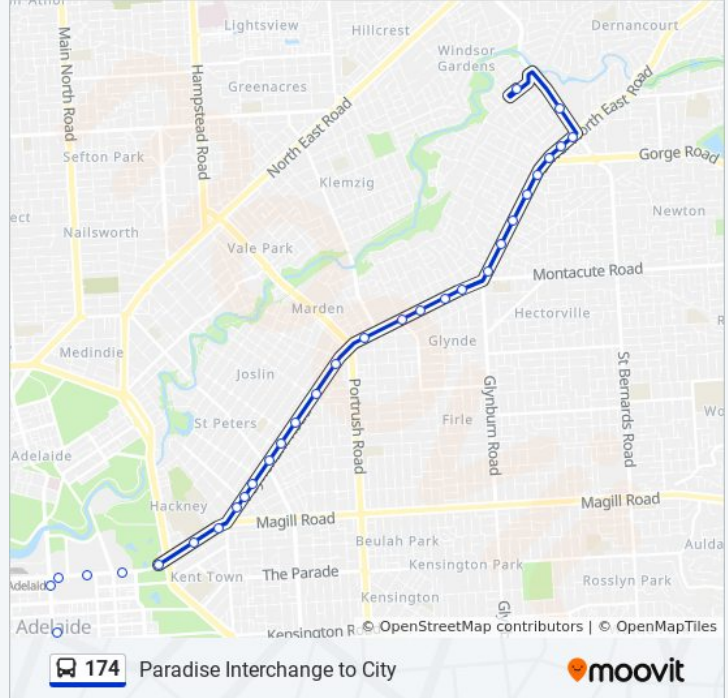 Lightsview
Dernancourt
Hillcrest
Windsor
Gardens
Main North Road
Hampstead Road
Greenacres
North East Road
North East Road
Sefton Park
Gorge Road
Klemzig
Newton
Nailsworth
Vale Park
Montacute Road
Marden
Hectorville
Medindie
Glynde
Joslin
Portrush Road
Glynburn Road
St Bernards Road
St Peters
Firle
Adelaide
Hackney
Magill Road
Magill Road
Beulah Park
Kent Town
The Parade
Kensington Park
Rosslyn Park
Kensington
Adelaide
© OpenStreetMap contributors | © OpenMapTiles
174 Paradise Interchange to City
moovit